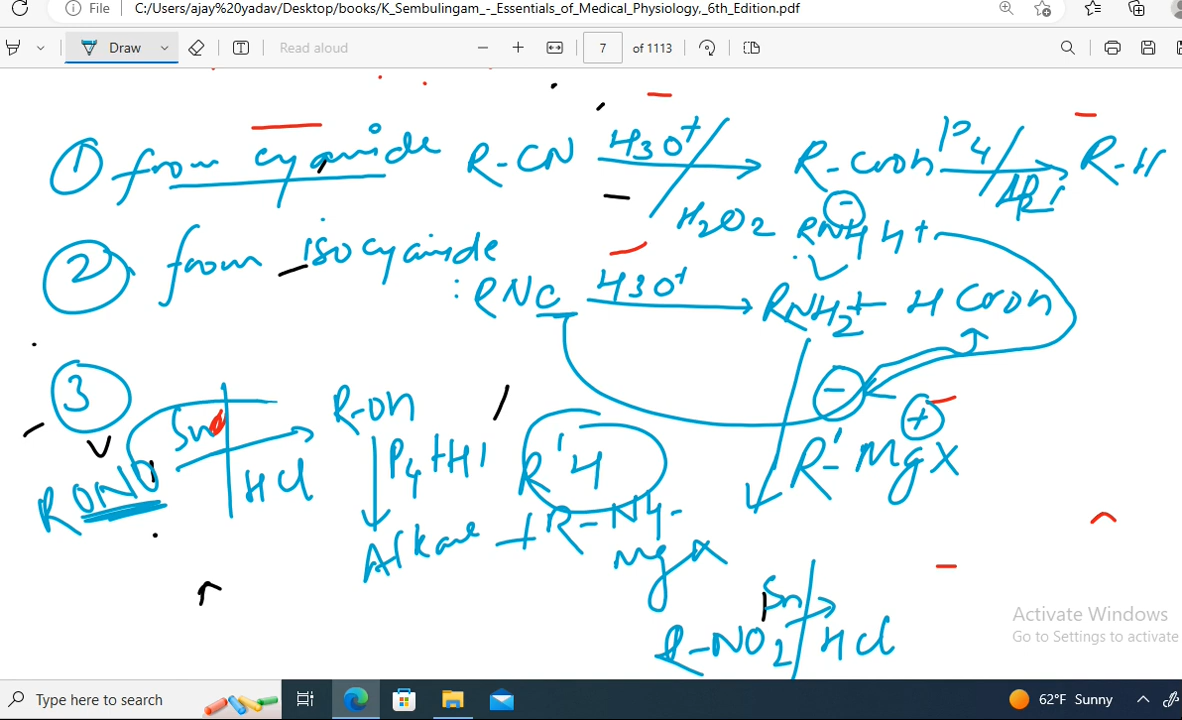 File C:/Users/ajay%20yadav/Desktop/books/K_Sembulingam_-_Essentials_of_Medical_Physiology,_6th_Edition.pdf
Draw Read aloud 7 of 1113
① from cyanide R-CN H3O+ / H2O2 R-COOH P4/ R-H
RNH4+
② from isocyanide :RNC H3O+ RNH2 + HCOOH
③ Sn / HCl R-OH
RONO P4+HI R'H R'-MgX
Alkane + R-NH-MgX
R-NO2 Sn / HCl
Activate Windows
Go to Settings to activate
Type here to search 62°F Sunny